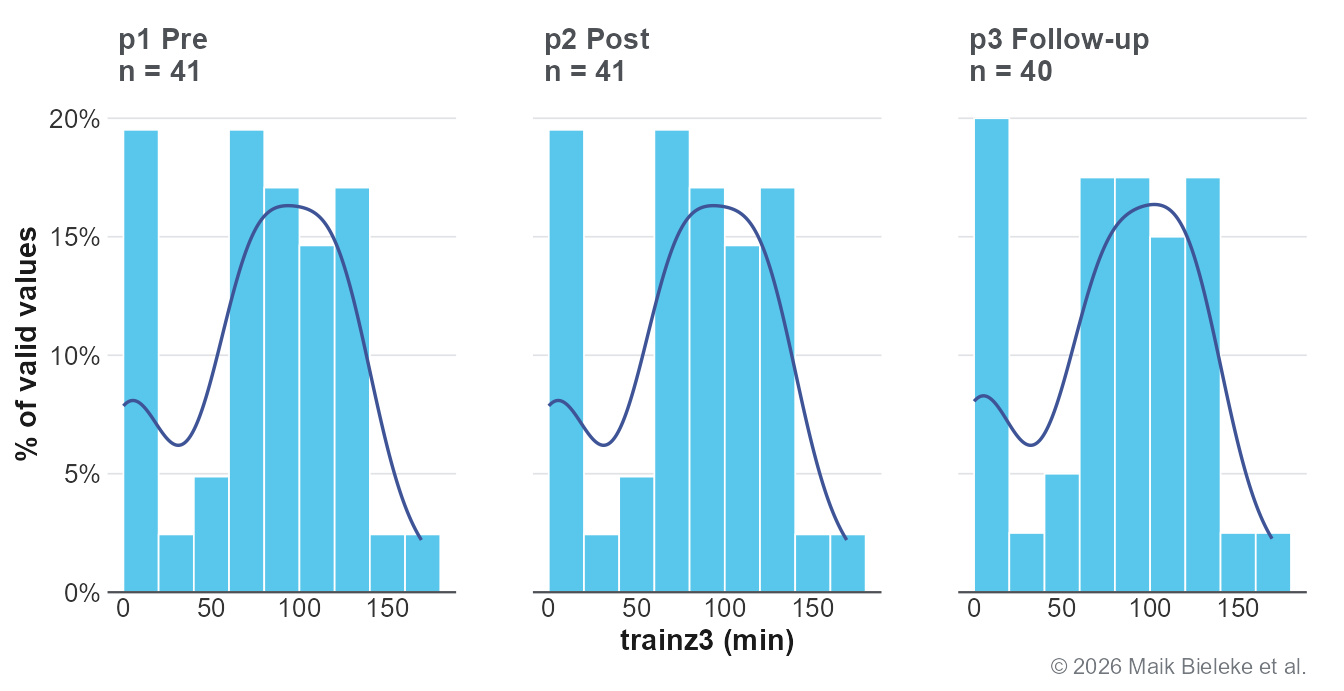 p1 Pre
n = 41
p2 Post
n = 41
p3 Follow-up
n = 40
% of valid values
20%
15%
10%
5%
0%
0 50 100 150
0 50 100 150
0 50 100 150
trainz3 (min)
© 2026 Maik Bieleke et al.